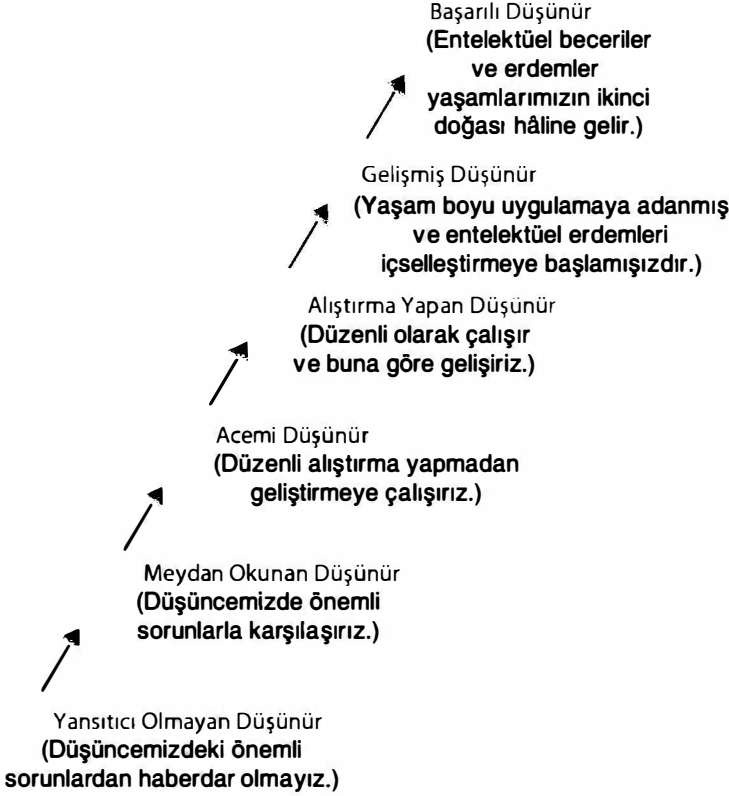 Başarılı Düşünür
(Entelektüel beceriler
ve erdemler
yaşamlarımızın ikinci
doğası hâline gelir.)
Gelişmiş Düşünür
(Yaşam boyu uygulamaya adanmış
ve entelektüel erdemleri
içselleştirmeye başlamışızdır.)
Alıştırma Yapan Düşünür
(Düzenli olarak çalışır
ve buna göre gelişiriz.)
Acemi Düşünür
(Düzenli alıştırma yapmadan
geliştirmeye çalışırız.)
Meydan Okunan Düşünür
(Düşüncemizde önemli
sorunlarla karşılaşırız.)
Yansıtıcı Olmayan Düşünür
(Düşüncemizdeki önemli
sorunlardan haberdar olmayız.)